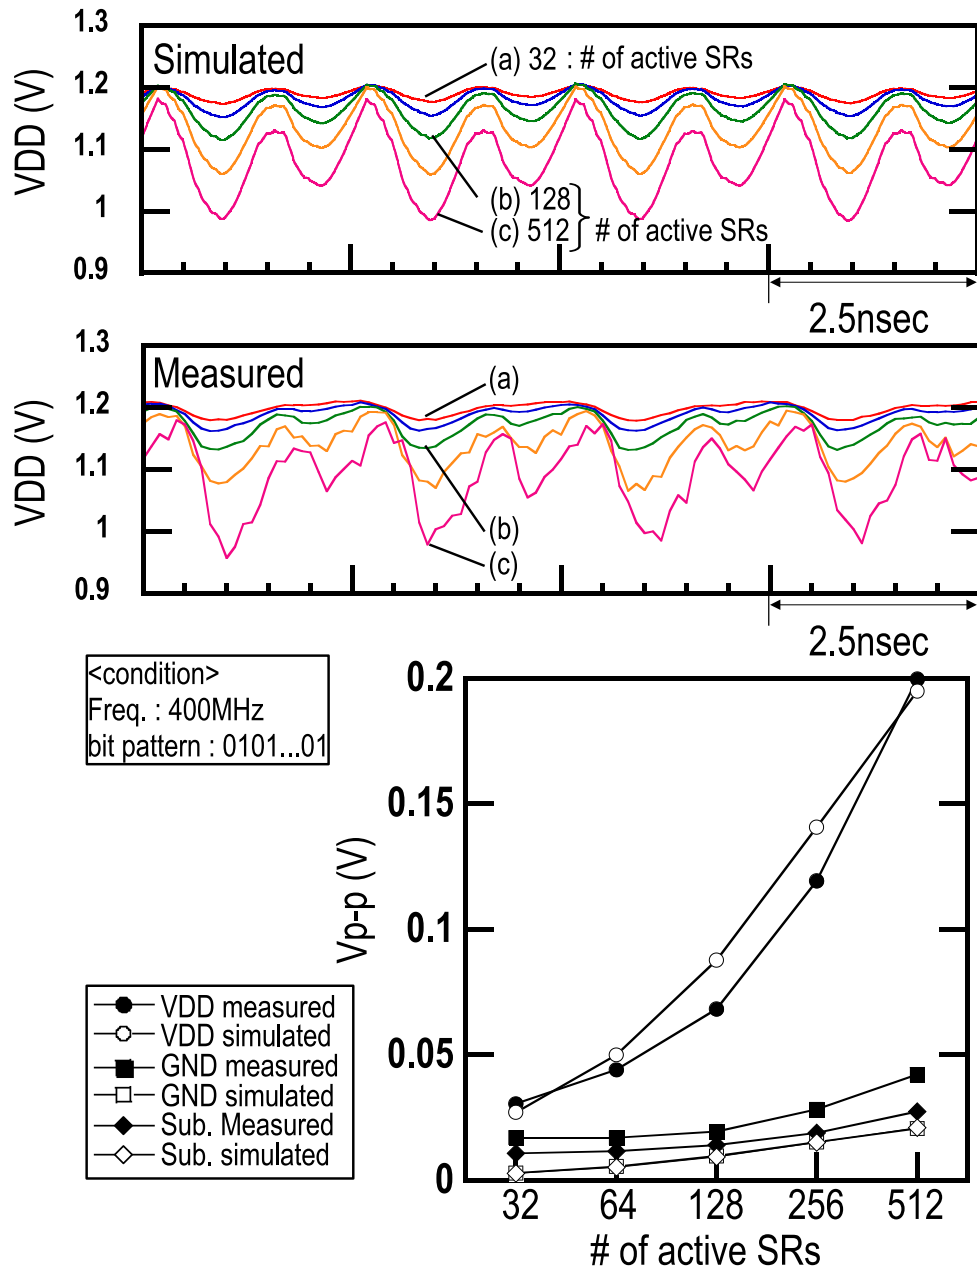 1.3
Simulated
(a) 32 : # of active SRs
1.2
VDD (V)
1.1
(b) 128
(c) 512
# of active SRs
1
0.9
2.5nsec
1.3
Measured
(a)
1.2
VDD (V)
1.1
(b)
1
(c)
0.9
2.5nsec
<condition>
Freq. : 400MHz
bit pattern : 0101...01
0.2
0.15
Vp-p (V)
0.1
0.05
0
VDD measured
VDD simulated
GND measured
GND simulated
Sub. Measured
Sub. simulated
32 64 128 256 512
# of active SRs